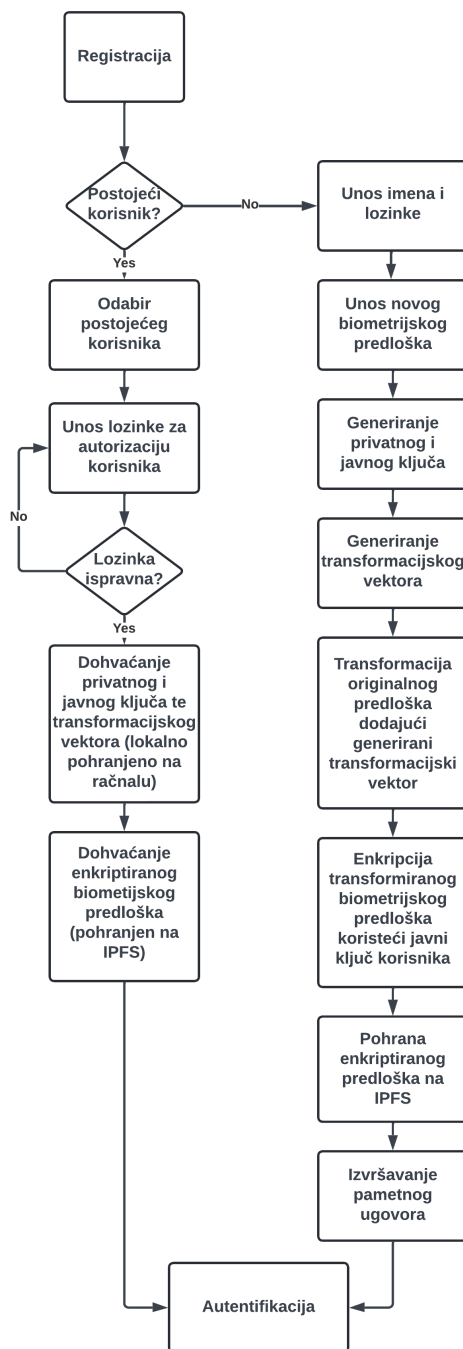 Registracija
Postojeći
korisnik?
No
Yes
Unos imena i
lozinke
Odabir
postojećeg
korisnika
Unos novog
biometrijskog
predloška
Unos lozinke za
autorizaciju
korisnika
Generiranje
privatnog i
javnog ključa
No
Lozinka
ispravna?
Yes
Generiranje
transformacijskog
vektora
Dohvaćanje
privatnog i
javnog ključa te
transformacijskog
vektora (lokalno
pohranjeno na
račnalu)
Transformacija
originalnog
predloška
dodajući
generirani
transformacijski
vektor
Dohvaćanje
enkriptiranog
biometijskog
predloška
(pohranjen na
IPFS)
Enkripcija
transformiranog
biometrijskog
predloška
koristeći javni
ključ korisnika
Pohrana
enkriptiranog
predloška na
IPFS
Izvršavanje
pametnog
ugovora
Autentifikacija